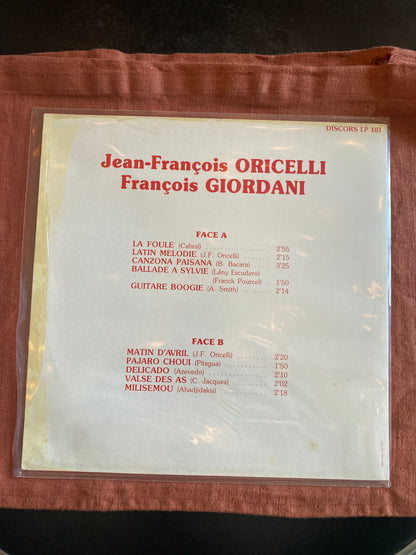 DISCORS LP 107
Jean-François ORICELLI
François GIORDANI
FACE A
LA FOULE (Cabral) 2'55
LATIN MELODIE (J.F. Oricelli) 2'15
CANZONA PAISANA (B. Bacara) 3'25
BALLADE A SYLVIE (Lény Escudero)
(Franck Pourcel) 1'50
GUITARE BOOGIE (A. Smith) 2'14
FACE B
MATIN D'AVRIL (J.F. Oricelli) 2'20
PAJARO CHOUI (Pitagua) 1'50
DELICADO (Azevedo) 2'10
VALSE DES AS (C. Jacques) 2'02
MILISEMOU (Ahadjidakis) 2'18